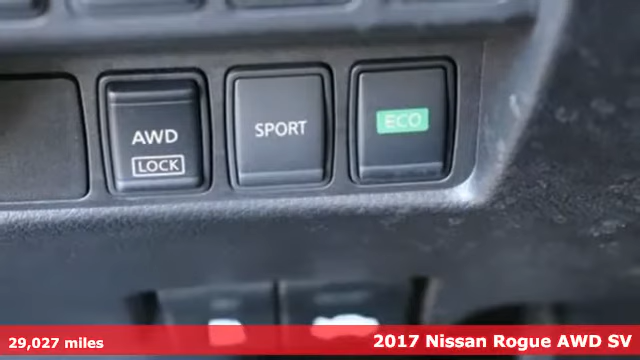 AWD
LOCK
SPORT
ECO
29,027 miles
2017 Nissan Rogue AWD SV